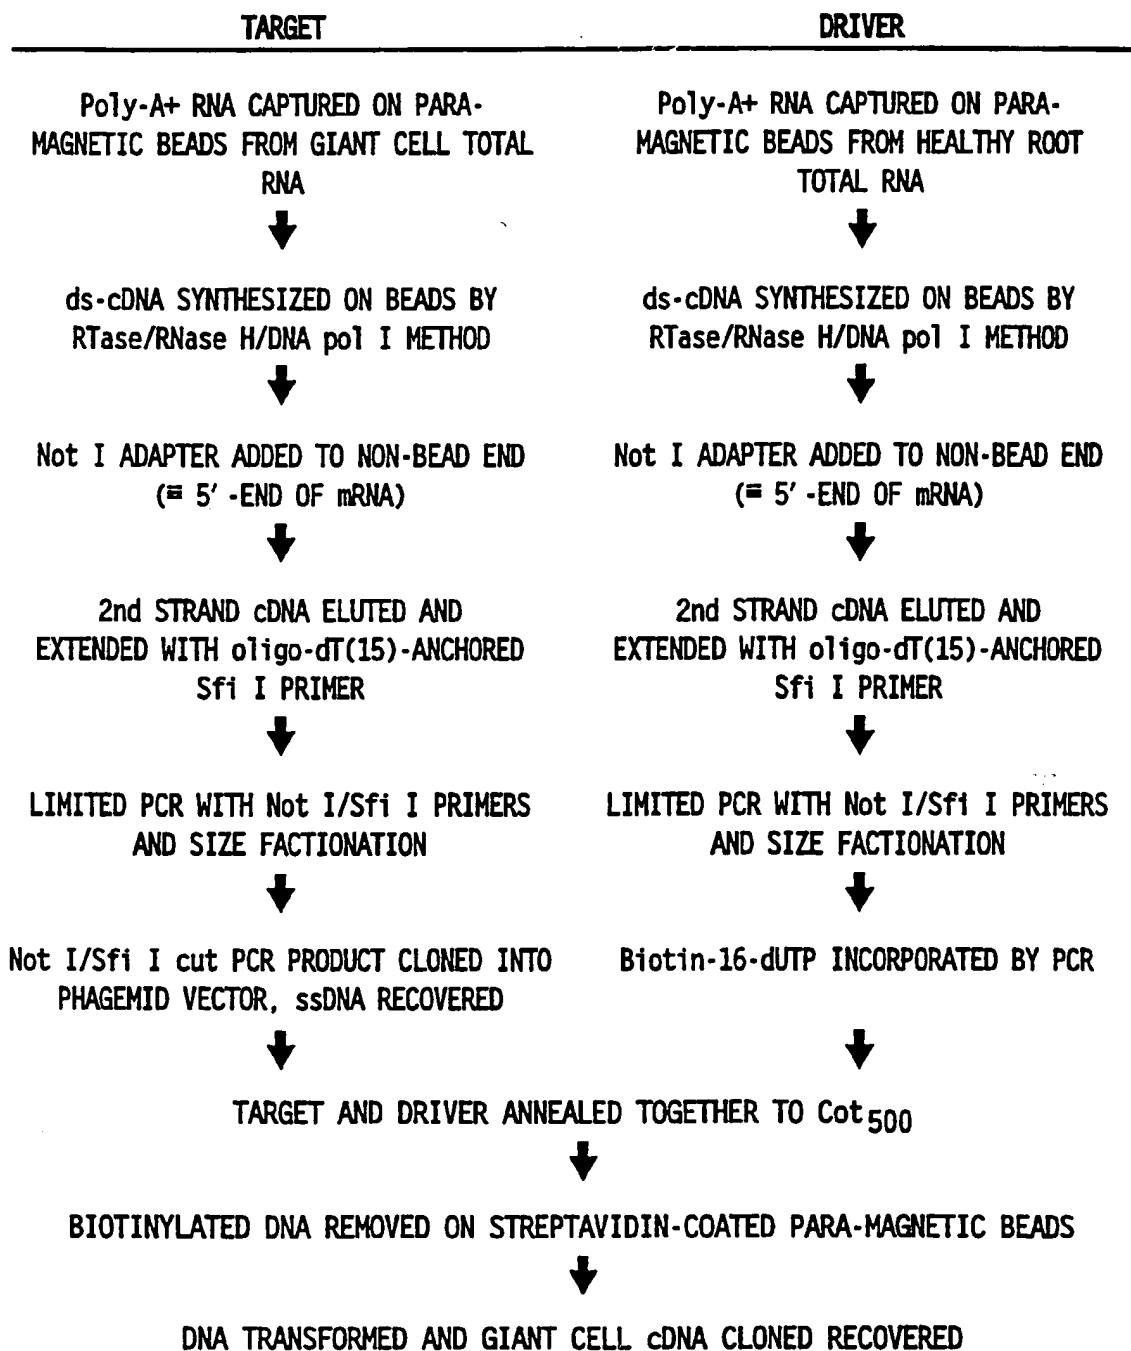 TARGET
Poly-A+ RNA CAPTURED ON PARA-
MAGNETIC BEADS FROM GIANT CELL TOTAL
RNA
ds-cDNA SYNTHESIZED ON BEADS BY
RTase/RNase H/DNA pol I METHOD
Not I ADAPTER ADDED TO NON-BEAD END
(≡ 5' -END OF mRNA)
2nd STRAND cDNA ELUTED AND
EXTENDED WITH oligo-dT(15)-ANCHORED
Sfi I PRIMER
LIMITED PCR WITH Not I/Sfi I PRIMERS
AND SIZE FACTIONATION
Not I/Sfi I cut PCR PRODUCT CLONED INTO
PHAGEMID VECTOR, ssDNA RECOVERED
DRIVER
Poly-A+ RNA CAPTURED ON PARA-
MAGNETIC BEADS FROM HEALTHY ROOT
TOTAL RNA
ds-cDNA SYNTHESIZED ON BEADS BY
RTase/RNase H/DNA pol I METHOD
Not I ADAPTER ADDED TO NON-BEAD END
(≡ 5' -END OF mRNA)
2nd STRAND cDNA ELUTED AND
EXTENDED WITH oligo-dT(15)-ANCHORED
Sfi I PRIMER
LIMITED PCR WITH Not I/Sfi I PRIMERS
AND SIZE FACTIONATION
Biotin-16-dUTP INCORPORATED BY PCR
TARGET AND DRIVER ANNEALED TOGETHER TO Cot500
BIOTINYLATED DNA REMOVED ON STREPTAVIDIN-COATED PARA-MAGNETIC BEADS
DNA TRANSFORMED AND GIANT CELL cDNA CLONED RECOVERED